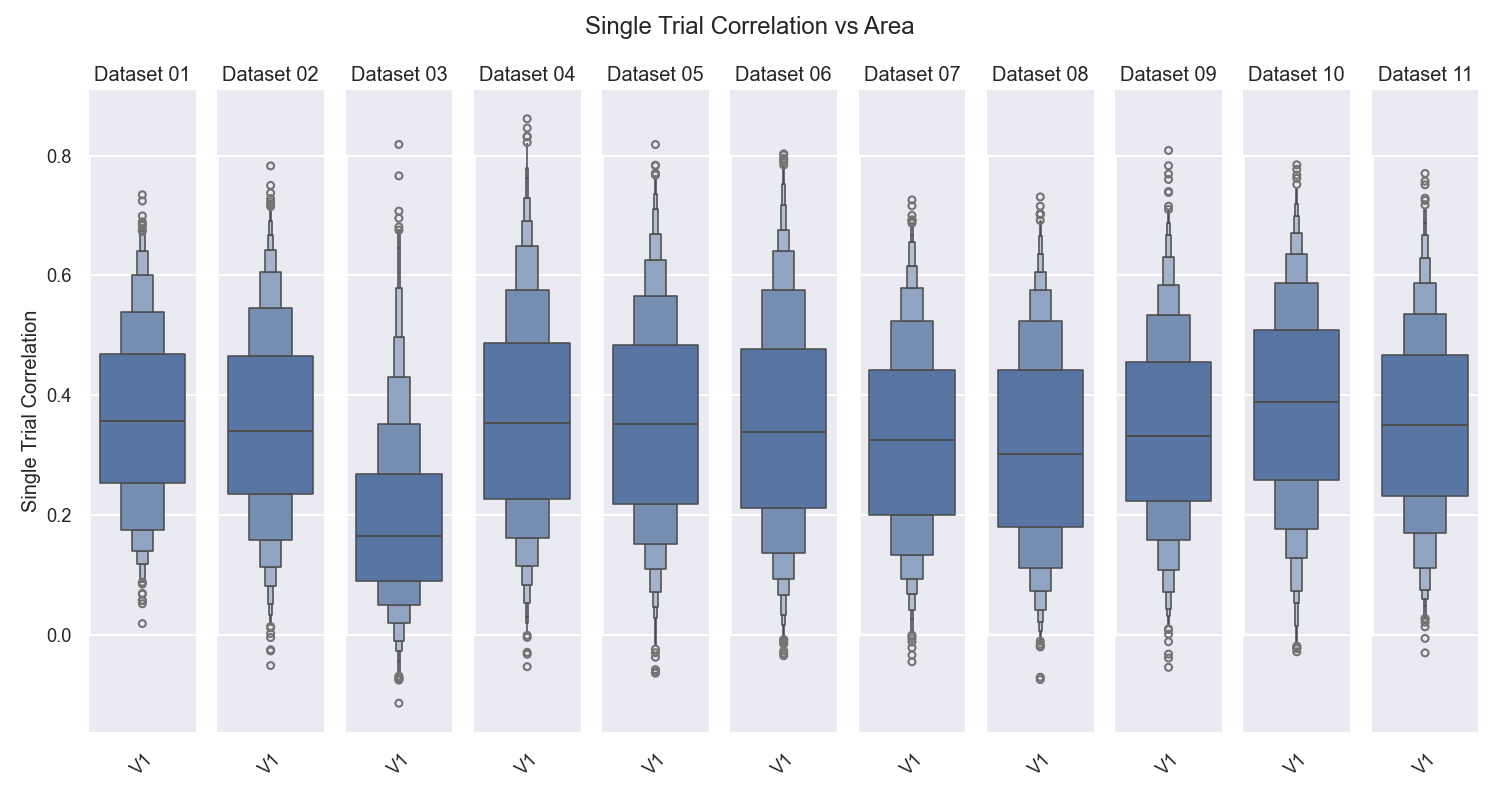 Single Trial Correlation vs Area
Dataset 01
Dataset 02
Dataset 03
Dataset 04
Dataset 05
Dataset 06
Dataset 07
Dataset 08
Dataset 09
Dataset 10
Dataset 11
Single Trial Correlation
0.8
0.6
0.4
0.2
0.0
V1
V1
V1
V1
V1
V1
V1
V1
V1
V1
V1